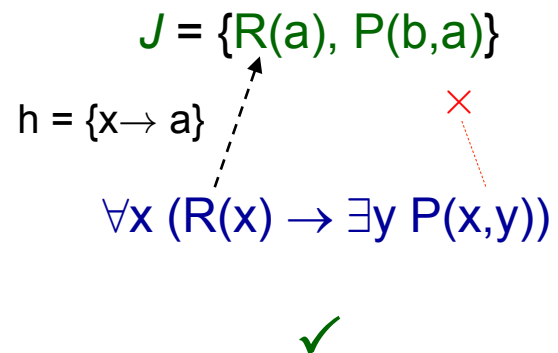 J = {R(a), P(b,a)}
h = {x→ a}
∀x (R(x) → ∃y P(x,y))